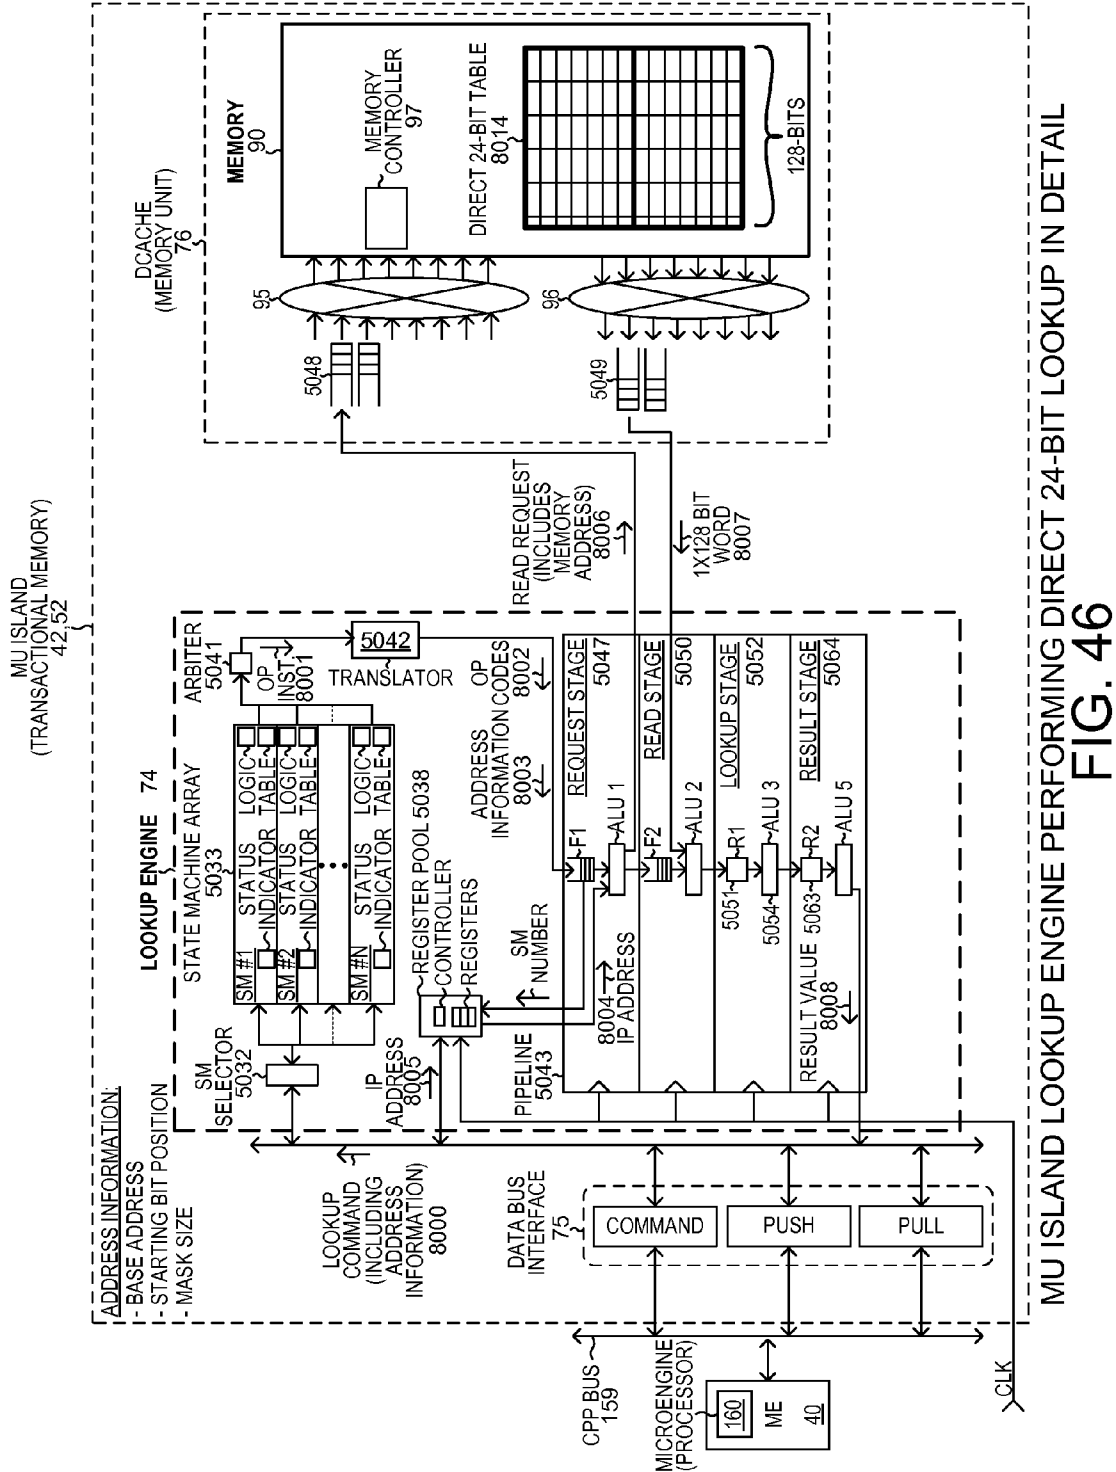 MU ISLAND
(TRANSACTIONAL MEMORY)
42,52
ADDRESS INFORMATION:
- BASE ADDRESS
- STARTING BIT POSITION
- MASK SIZE
LOOKUP ENGINE 74
STATE MACHINE ARRAY
5033
SM
SELECTOR
5032
SM #1
STATUS
INDICATOR
LOGIC
TABLE
SM #2
STATUS
INDICATOR
LOGIC
TABLE
SM #N
STATUS
INDICATOR
LOGIC
TABLE
ARBITER
5041
OP
INST.
8001
5042
TRANSLATOR
IP
ADDRESS
8005
REGISTER POOL 5038
CONTROLLER
REGISTERS
SM
NUMBER
ADDRESS
INFORMATION
8003
OP
CODES
8002
PIPELINE
5043
8004
IP ADDRESS
F1
ALU 1
REQUEST STAGE
5047
F2
ALU 2
READ STAGE
5050
5051
R1
5054
ALU 3
LOOKUP STAGE
5052
5063
R2
ALU 5
RESULT STAGE
5064
RESULT VALUE
8008
LOOKUP
COMMAND
(INCLUDING
ADDRESS
INFORMATION)
8000
DATA BUS
INTERFACE
75
COMMAND
PUSH
PULL
CPP BUS
159
MICROENGINE
(PROCESSOR)
160
ME
40
CLK
READ REQUEST
(INCLUDES
MEMORY
ADDRESS)
8006
1X128 BIT
WORD
8007
DCACHE
(MEMORY UNIT)
76
5048
95
5049
96
MEMORY
90
MEMORY
CONTROLLER
97
DIRECT 24-BIT TABLE
8014
128-BITS
MU ISLAND LOOKUP ENGINE PERFORMING DIRECT 24-BIT LOOKUP IN DETAIL
FIG. 46